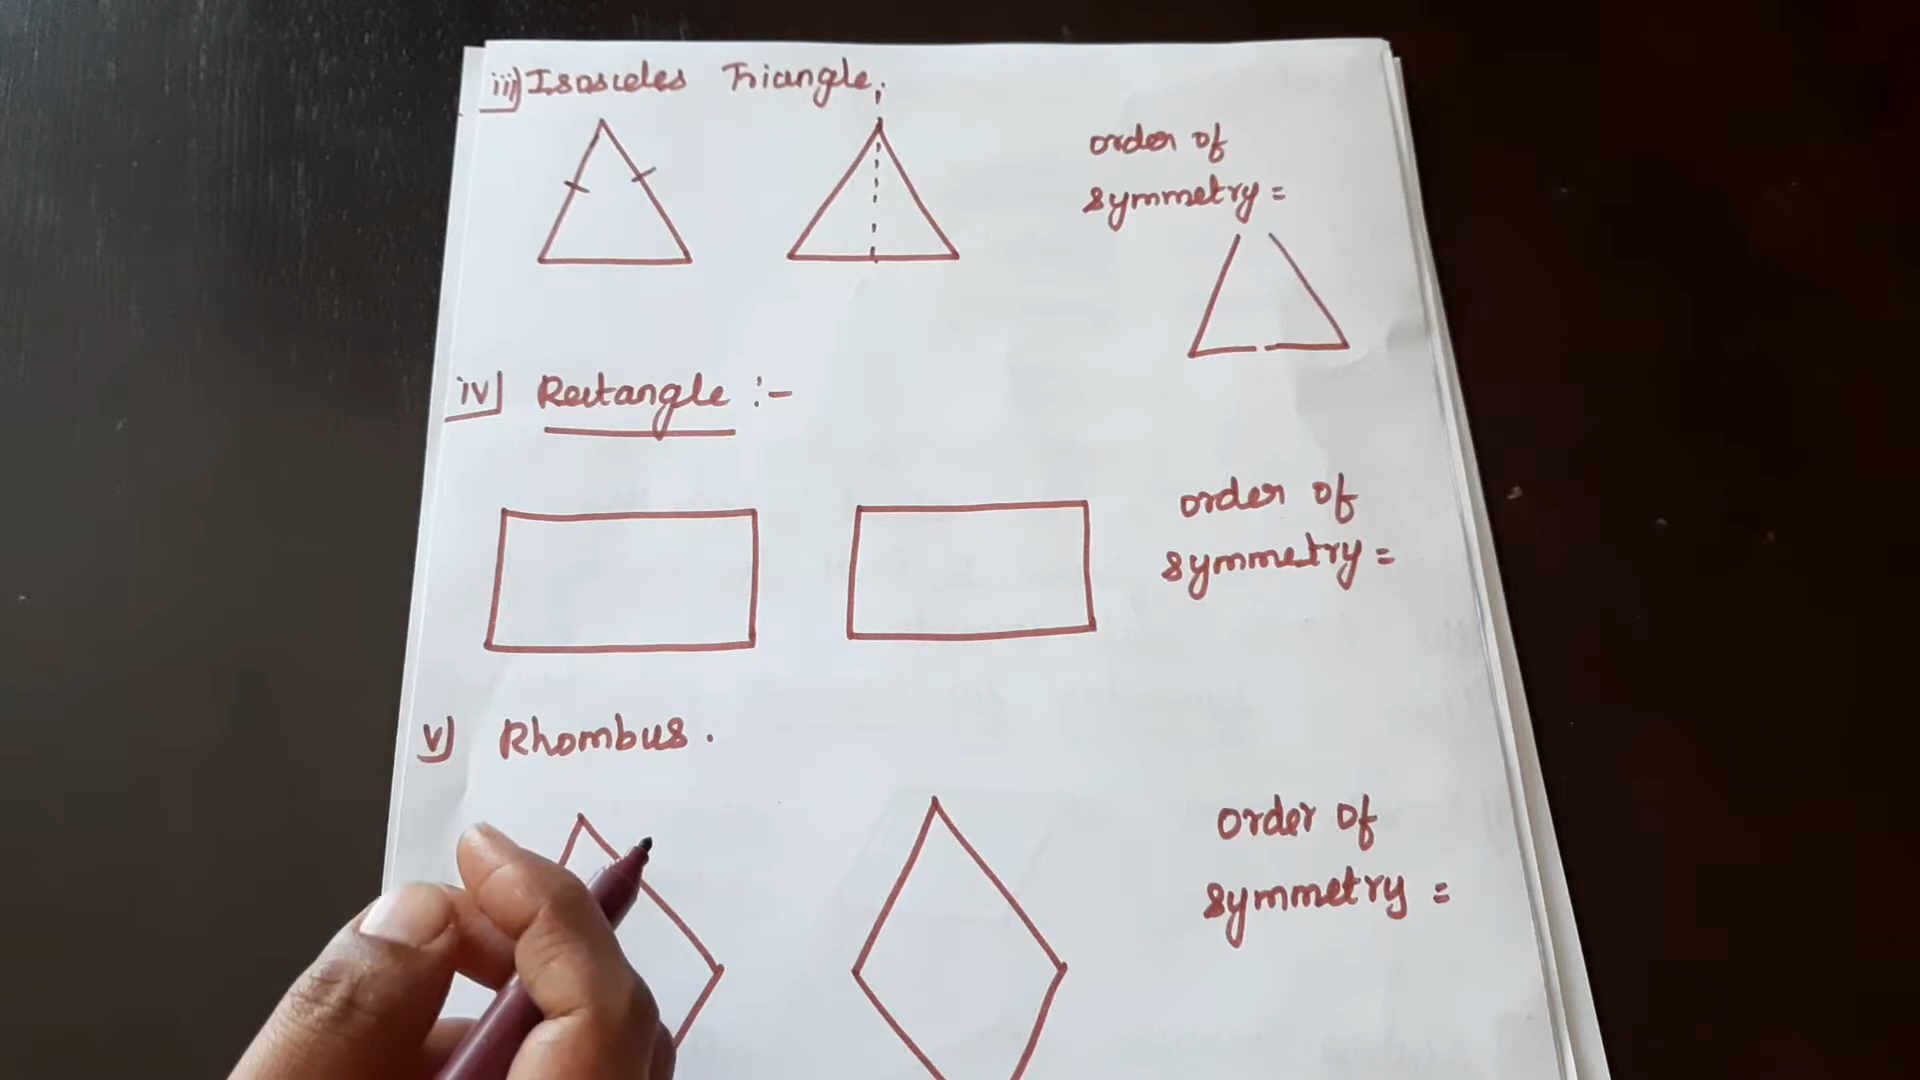 iii) Isosceles Triangle:
order of
symmetry =
iv) Rectangle :-
order of
symmetry =
v) Rhombus.
order of
symmetry =